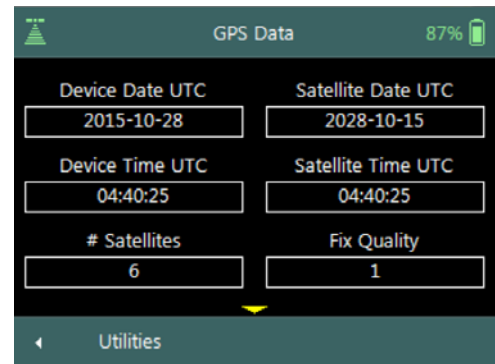 GPS Data 87%
Device Date UTC Satellite Date UTC
2015-10-28 2028-10-15
Device Time UTC Satellite Time UTC
04:40:25 04:40:25
# Satellites Fix Quality
6 1
Utilities